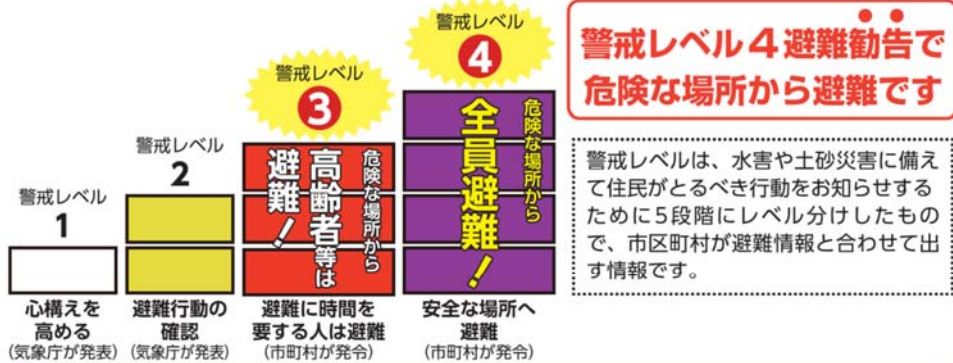 警戒レベル
1
心構えを
高める
(気象庁が発表)
警戒レベル
2
避難行動の
確認
(気象庁が発表)
警戒レベル
3
危険な場所から
高齢者等は
避難!
避難に時間を
要する人は避難
(市町村が発令)
警戒レベル
4
危険な場所から
全員避難!
安全な場所へ
避難
(市町村が発令)
警戒レベル4避難勧告で
危険な場所から避難です
警戒レベルは、水害や土砂災害に備え
て住民がとるべき行動をお知らせする
ために5段階にレベル分けしたもの
で、市区町村が避難情報と合わせて出
す情報です。